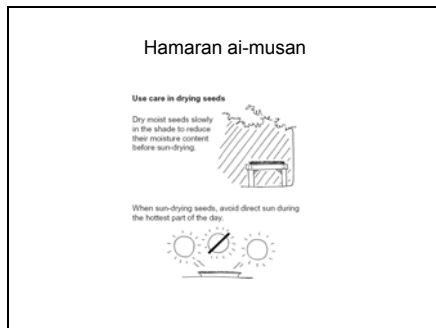 Hamaran ai-musan
Use care in drying seeds
Dry moist seeds slowly
in the shade to reduce
their moisture content
before sun-drying.
When sun-drying seeds, avoid direct sun during
the hottest part of the day.